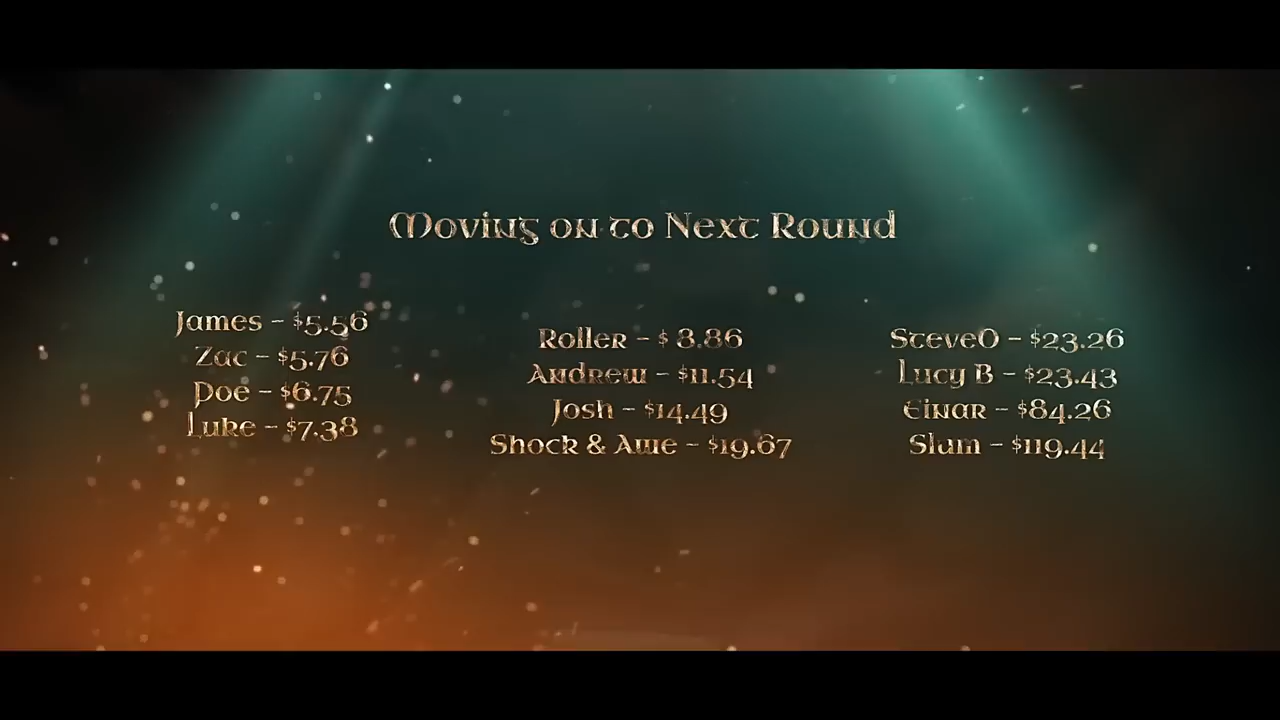 Moving on to Next Round
James - $5.56
Zac - $5.76
Poe - $6.75
Luke - $7.38
Roller - $ 8.86
Andrew - $11.54
Josh - $14.49
Shock & Awe - $19.67
SteveO - $23.26
Lucy B - $23.43
Einar - $84.26
Slum - $119.44